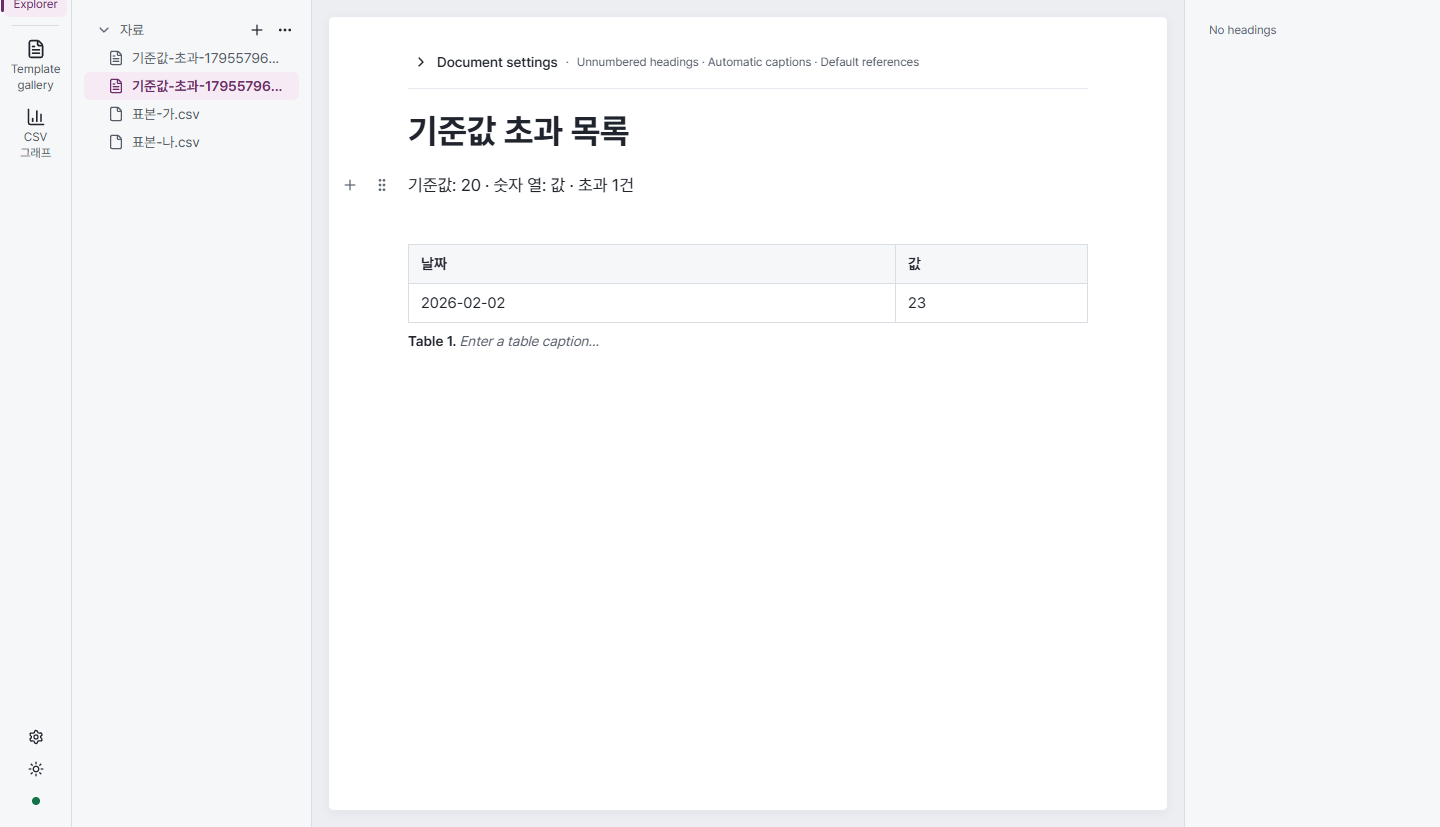 Explorer
Template
gallery
CSV
그래프
자료
기준값-초과-17955796...
기준값-초과-17955796...
표본-가.csv
표본-나.csv
Document settings · Unnumbered headings · Automatic captions · Default references
기준값 초과 목록
기준값: 20 · 숫자 열: 값 · 초과 1건
날짜 값
2026-02-02 23
Table 1. Enter a table caption...
No headings